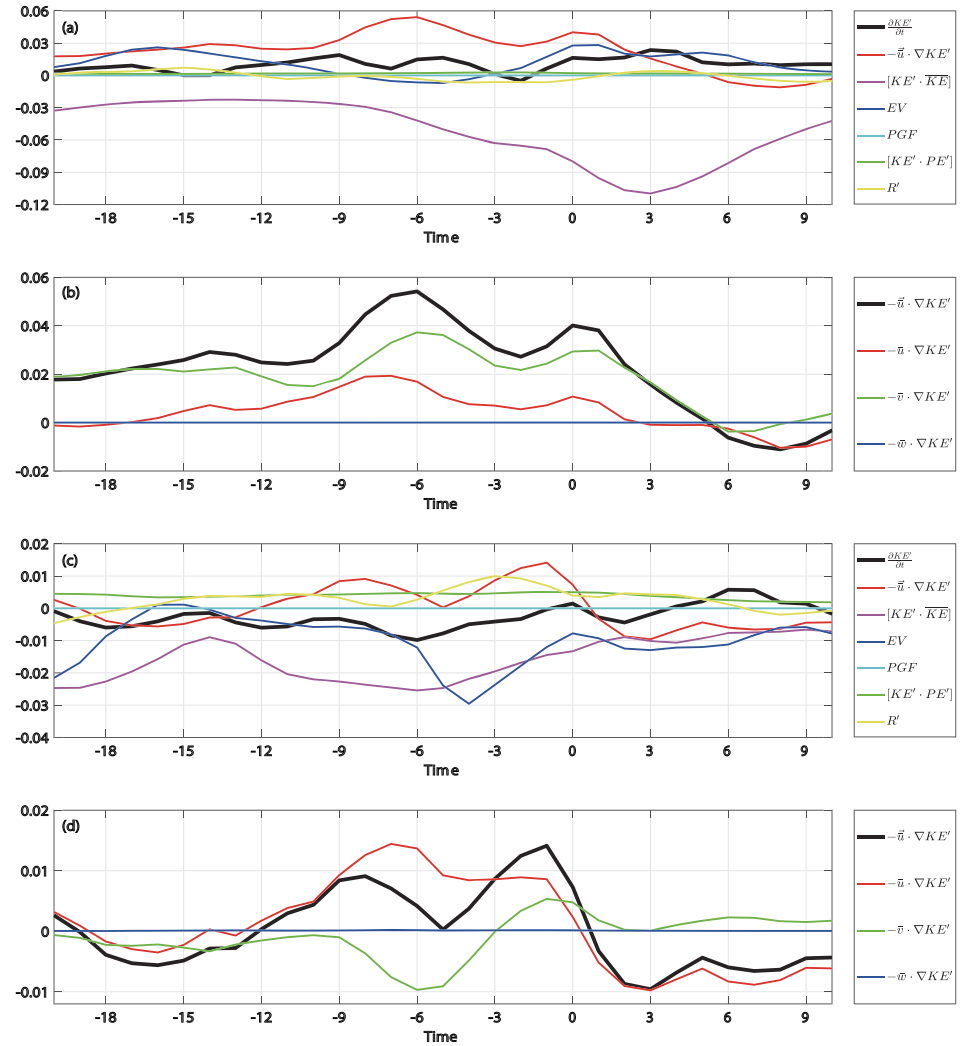 (a)
0.06
0.03
0
-0.03
-0.06
-0.09
-0.12
-18 -15 -12 -9 -6 -3 0 3 6 9
Time
∂KE′/∂t
−u⃗ · ∇KE′
[KE′ · K̅E̅]
EV
PGF
[KE′ · PE′]
R′
(b)
0.06
0.04
0.02
0
-0.02
-18 -15 -12 -9 -6 -3 0 3 6 9
Time
−u⃗ · ∇KE′
−ū · ∇KE′
−v̄ · ∇KE′
−w̄ · ∇KE′
(c)
0.02
0.01
0
-0.01
-0.02
-0.03
-0.04
-18 -15 -12 -9 -6 -3 0 3 6 9
Time
∂KE′/∂t
−u⃗ · ∇KE′
[KE′ · K̅E̅]
EV
PGF
[KE′ · PE′]
R′
(d)
0.02
0.01
0
-0.01
-18 -15 -12 -9 -6 -3 0 3 6 9
Time
−u⃗ · ∇KE′
−ū · ∇KE′
−v̄ · ∇KE′
−w̄ · ∇KE′